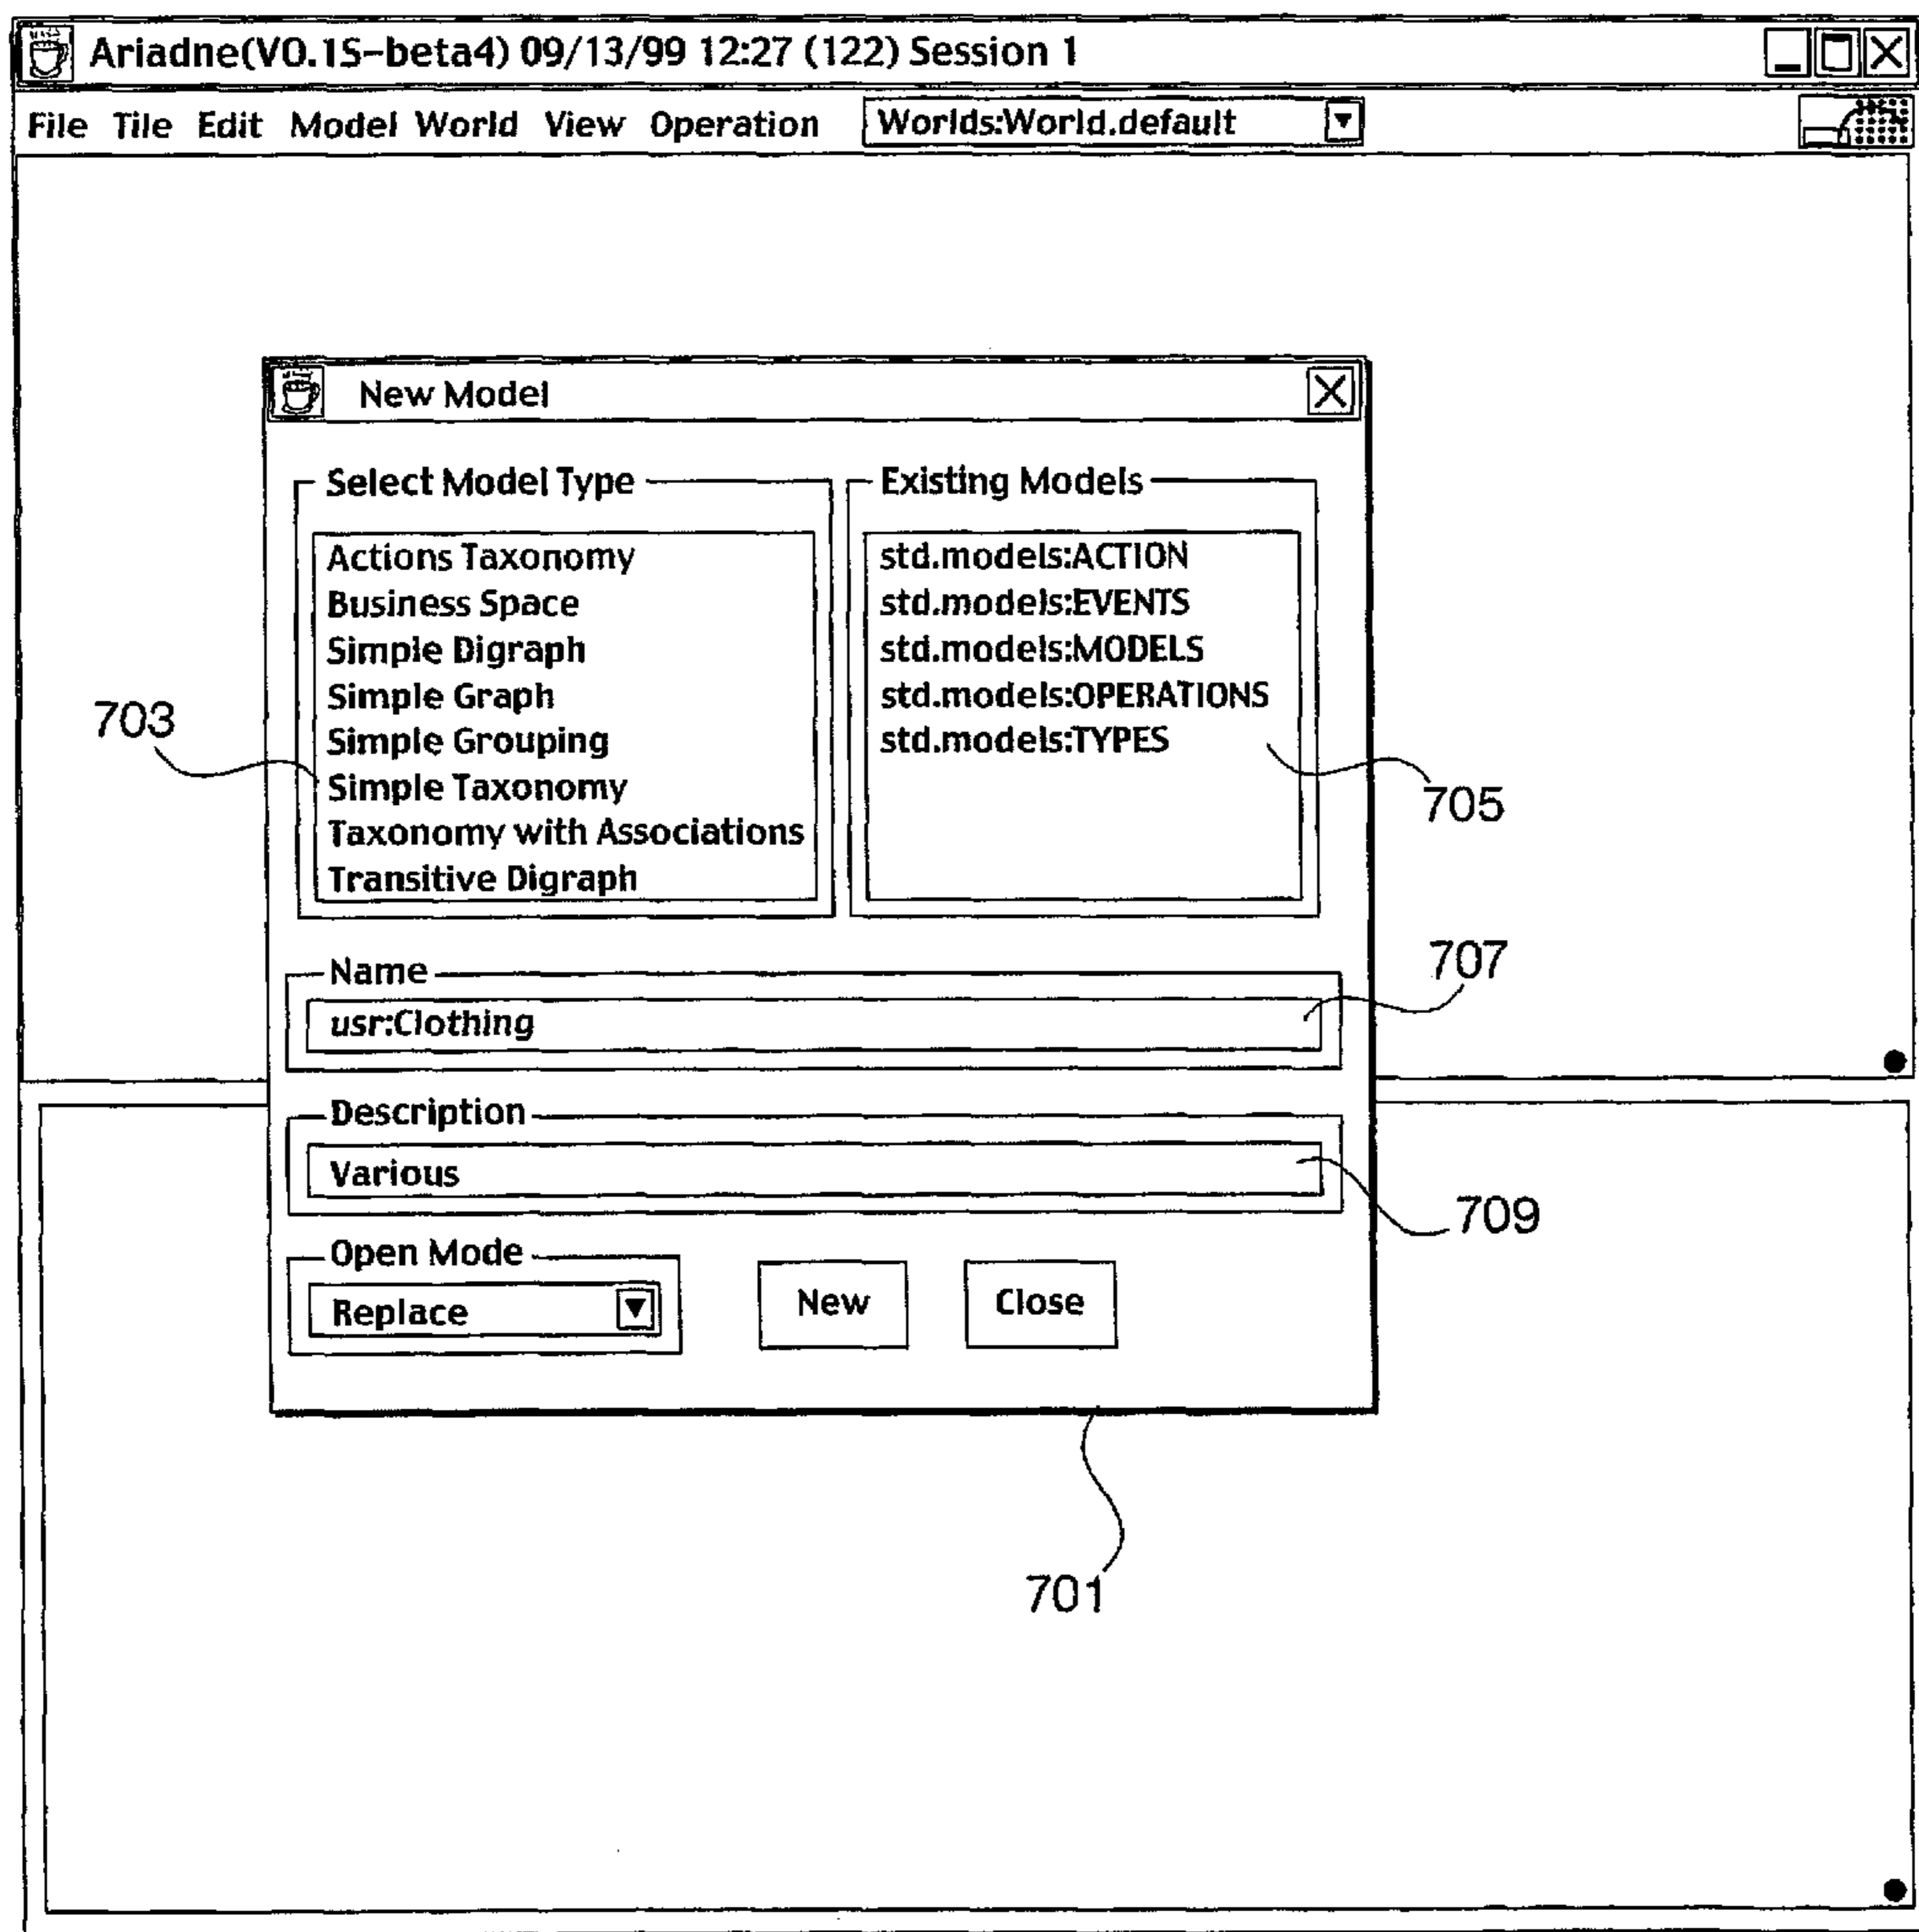 Ariadne(V0.1S-beta4) 09/13/99 12:27 (122) Session 1
File Tile Edit Model World View Operation Worlds:World.default
New Model
Select Model Type
Actions Taxonomy
Business Space
Simple Digraph
Simple Graph
Simple Grouping
Simple Taxonomy
Taxonomy with Associations
Transitive Digraph
Existing Models
std.models:ACTION
std.models:EVENTS
std.models:MODELS
std.models:OPERATIONS
std.models:TYPES
703
705
Name
usr:Clothing
707
Description
Various
709
Open Mode
Replace
New
Close
701